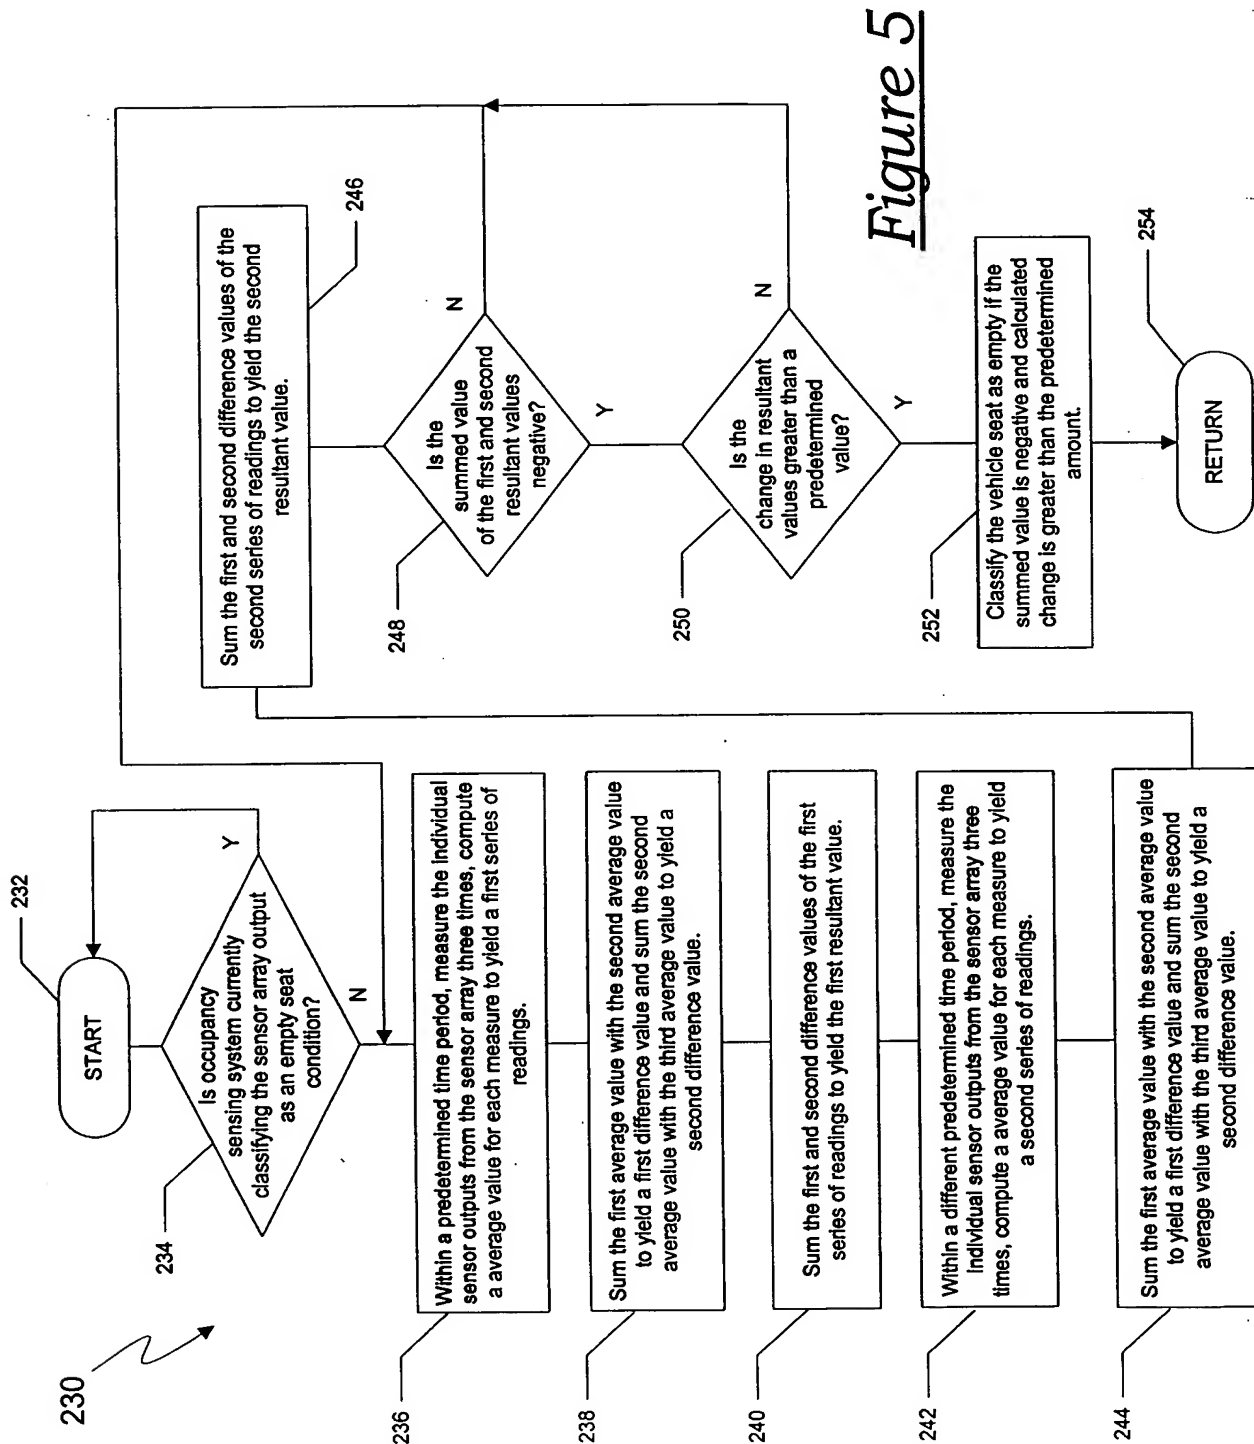 230
232
START
234
Is occupancy
sensing system currently
classifying the sensor array output
as an empty seat
condition?
Y
N
236
Within a predetermined time period, measure the individual
sensor outputs from the sensor array three times, compute
a average value for each measure to yield a first series of
readings.
238
Sum the first average value with the second average value
to yield a first difference value and sum the second
average value with the third average value to yield a
second difference value.
240
Sum the first and second difference values of the first
series of readings to yield the first resultant value.
242
Within a different predetermined time period, measure the
individual sensor outputs from the sensor array three
times, compute a average value for each measure to yield
a second series of readings.
244
Sum the first average value with the second average value
to yield a first difference value and sum the second
average value with the third average value to yield a
second difference value.
Sum the first and second difference values of the
second series of readings to yield the second
resultant value.
246
248
Is the
summed value
of the first and second
resultant values
negative?
N
Y
250
Is the
change in resultant
values greater than a
predetermined
value?
N
Y
252
Classify the vehicle seat as empty if the
summed value is negative and calculated
change is greater than the predetermined
amount.
254
RETURN
Figure 5